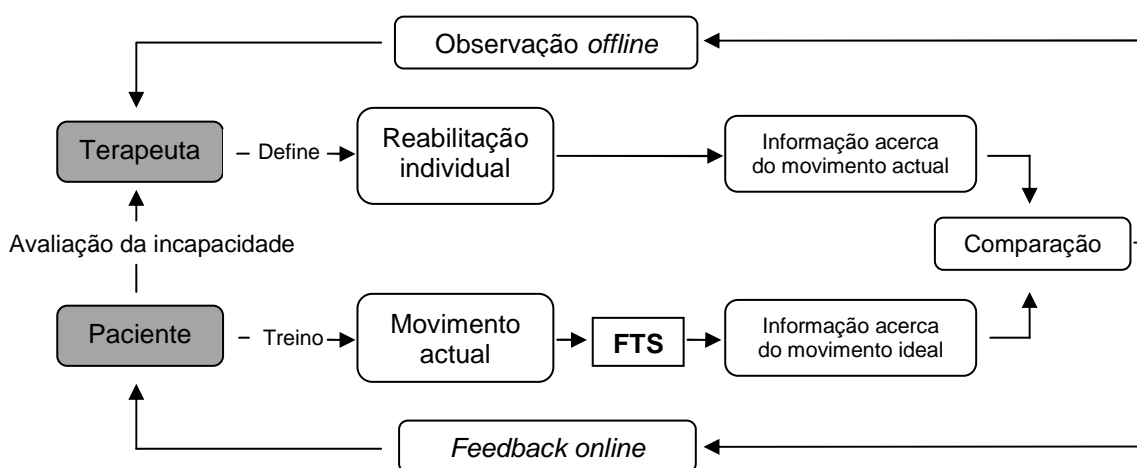 Observação offline
Terapeuta
Define
Reabilitação
individual
Informação acerca
do movimento actual
Avaliação da incapacidade
Comparação
Paciente
Treino
Movimento
actual
FTS
Informação acerca
do movimento ideal
Feedback online